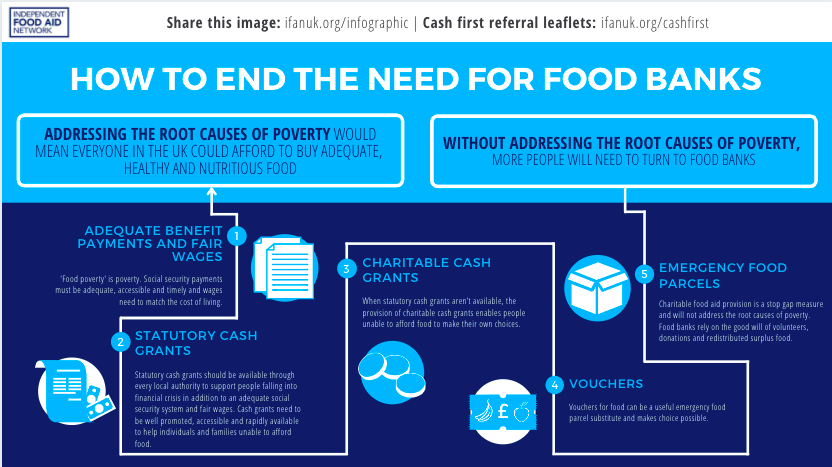 INDEPENDENT
FOOD AID
NETWORK
Share this image: ifanuk.org/infographic | Cash first referral leaflets: ifanuk.org/cashfirst
HOW TO END THE NEED FOR FOOD BANKS
ADDRESSING THE ROOT CAUSES OF POVERTY WOULD
MEAN EVERYONE IN THE UK COULD AFFORD TO BUY ADEQUATE,
HEALTHY AND NUTRITIOUS FOOD
WITHOUT ADDRESSING THE ROOT CAUSES OF POVERTY,
MORE PEOPLE WILL NEED TO TURN TO FOOD BANKS
1
ADEQUATE BENEFIT
PAYMENTS AND FAIR
WAGES
'Food poverty' is poverty. Social security payments
must be adequate, accessible and timely and wages
need to match the cost of living.
2
STATUTORY CASH
GRANTS
Statutory cash grants should be available through
every local authority to support people falling into
financial crisis in addition to an adequate social
security system and fair wages. Cash grants need to
be well promoted, accessible and rapidly available
to help individuals and families unable to afford
food.
3
CHARITABLE CASH
GRANTS
When statutory cash grants aren't available, the
provision of charitable cash grants enables people
unable to afford food to make their own choices.
4
VOUCHERS
Vouchers for food can be a useful emergency food
parcel substitute and makes choice possible.
£
5
EMERGENCY FOOD
PARCELS
Charitable food aid provision is a stop gap measure
and will not address the root causes of poverty.
Food banks rely on the good will of volunteers,
donations and redistributed surplus food.